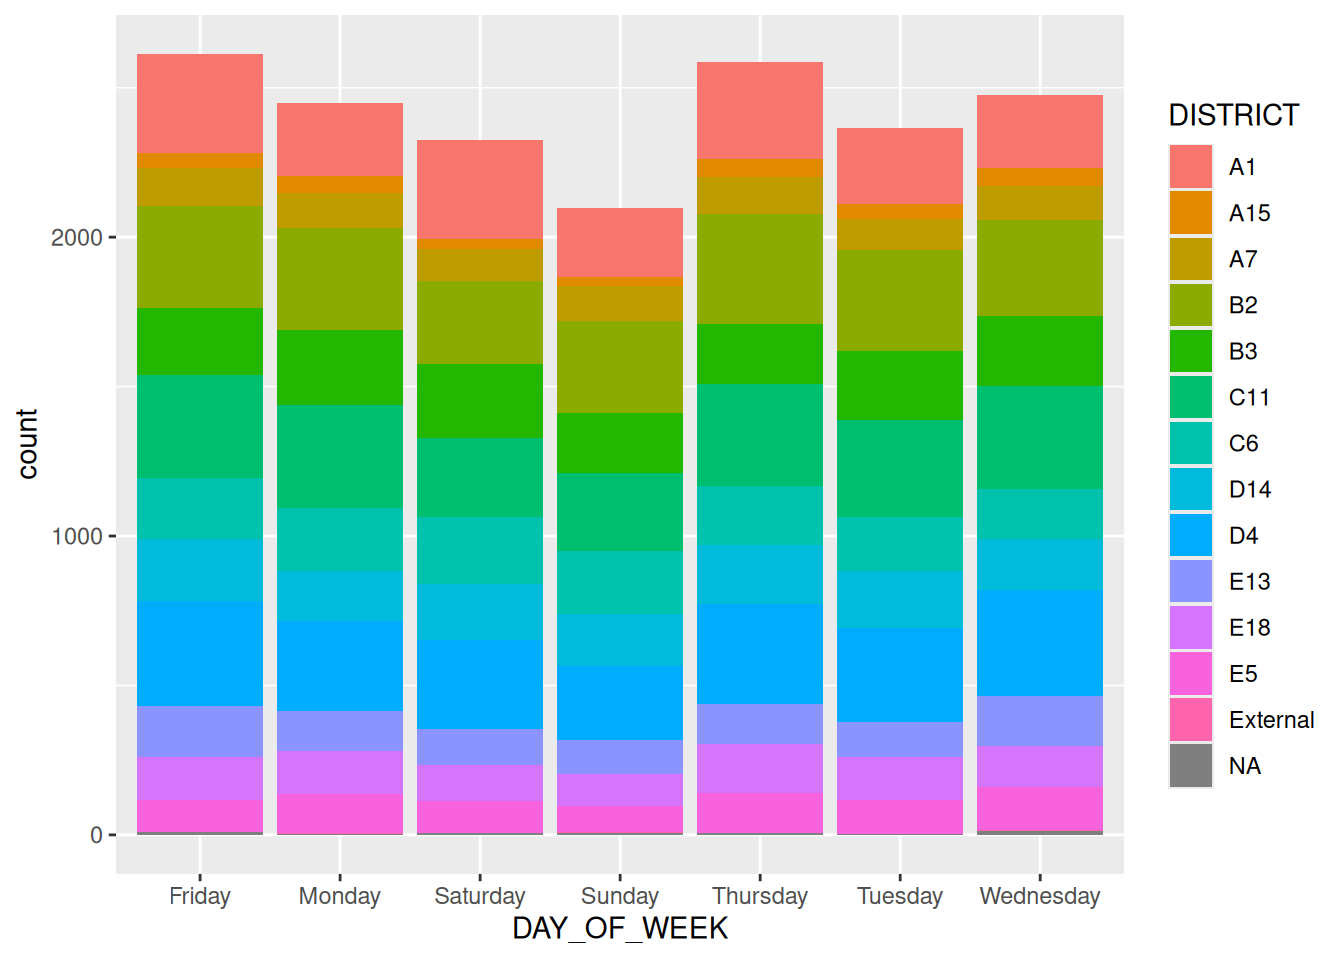 count
2000
1000
0
Friday
Monday
Saturday
Sunday
Thursday
Tuesday
Wednesday
DAY_OF_WEEK
DISTRICT
A1
A15
A7
B2
B3
C11
C6
D14
D4
E13
E18
E5
External
NA